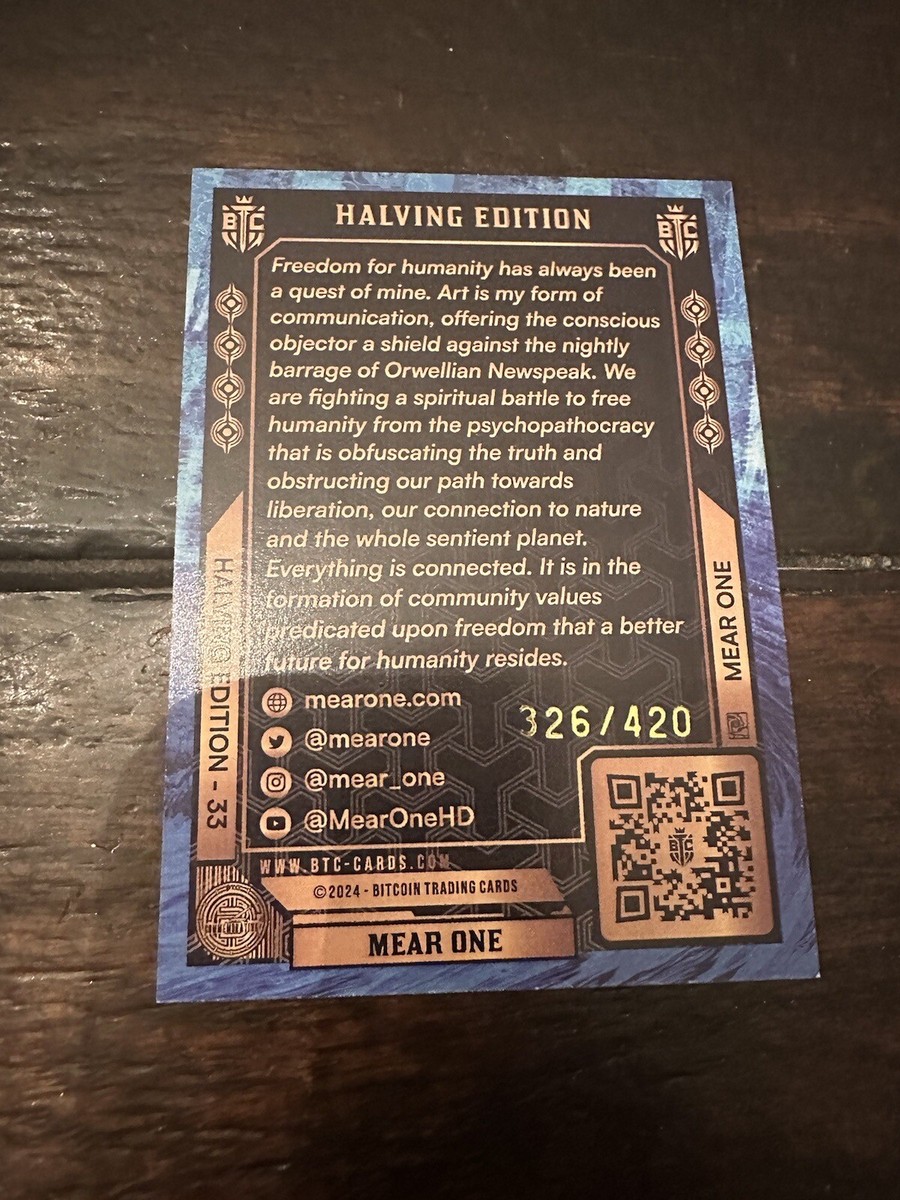 BTC
HALVING EDITION
BTC
Freedom for humanity has always been
a quest of mine. Art is my form of
communication, offering the conscious
objector a shield against the nightly
barrage of Orwellian Newspeak. We
are fighting a spiritual battle to free
humanity from the psychopathocracy
that is obfuscating the truth and
obstructing our path towards
liberation, our connection to nature
and the whole sentient planet.
Everything is connected. It is in the
formation of community values
predicated upon freedom that a better
future for humanity resides.
mearone.com
@mearone
@mear_one
@MearOneHD
326/420
HALVING EDITION - 33
MEAR ONE
BTC
WWW.BTC-CARDS.COM
©2024 - BITCOIN TRADING CARDS
MEAR ONE